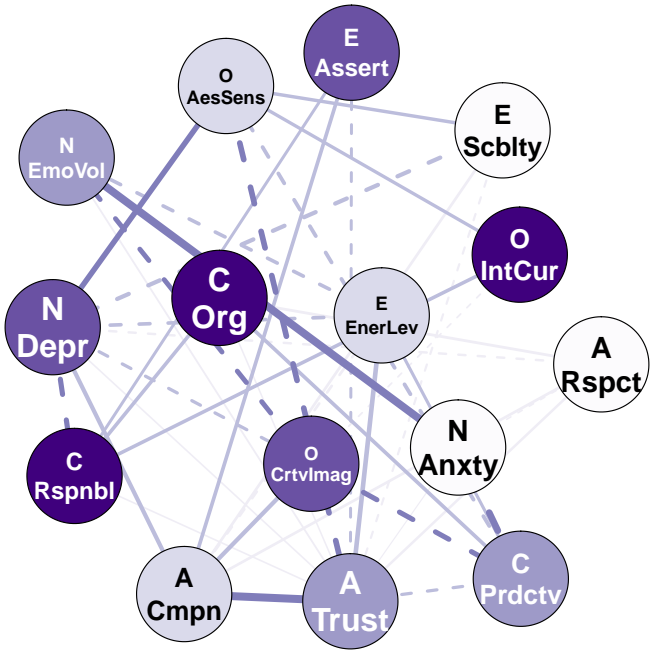 E
Assert
O
AesSens
E
Scblty
N
EmoVol
O
IntCur
C
Org
E
EnerLev
N
Depr
A
Rspct
N
Anxty
O
CrtvImag
C
Rspnbl
C
Prdctv
A
Cmpn
A
Trust